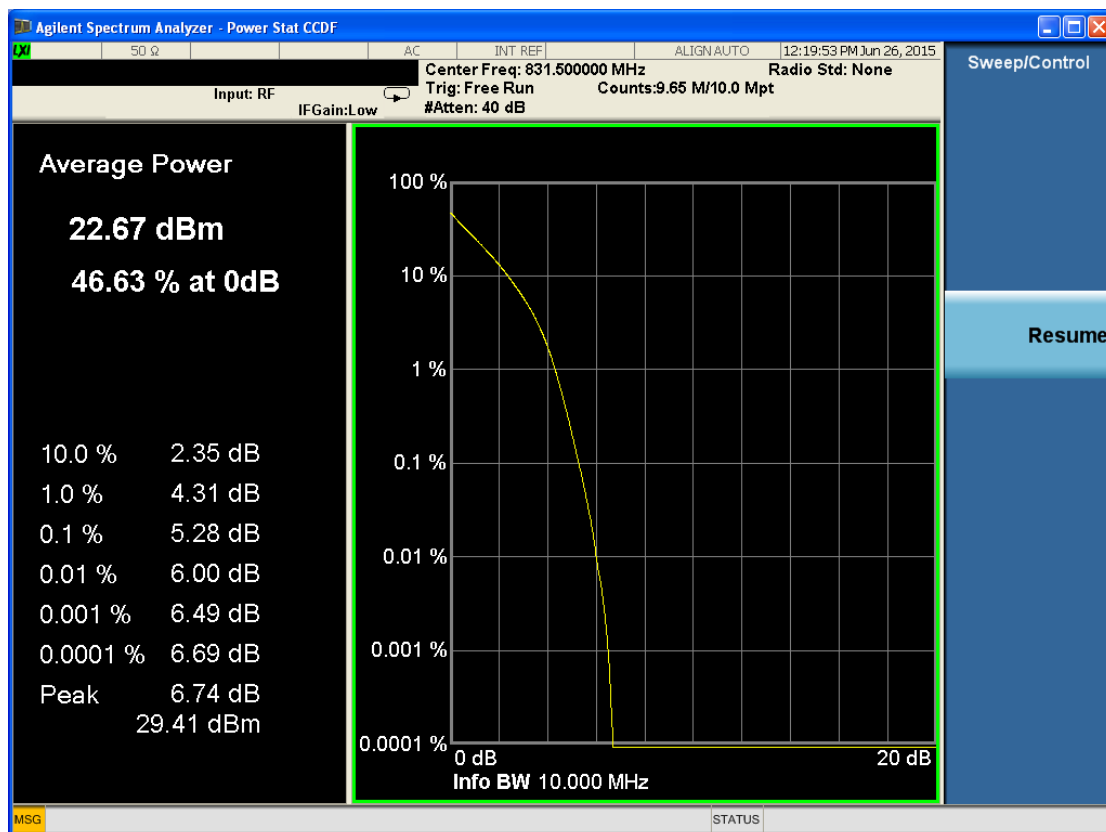 Agilent Spectrum Analyzer - Power Stat CCDF
LXI 50 Ω AC INT REF ALIGN AUTO 12:19:53 PM Jun 26, 2015
Center Freq: 831.500000 MHz Radio Std: None
Input: RF Trig: Free Run Counts:9.65 M/10.0 Mpt
IFGain:Low #Atten: 40 dB
Sweep/Control
Resume
Average Power
22.67 dBm
46.63 % at 0dB
10.0 % 2.35 dB
1.0 % 4.31 dB
0.1 % 5.28 dB
0.01 % 6.00 dB
0.001 % 6.49 dB
0.0001 % 6.69 dB
Peak 6.74 dB
29.41 dBm
100 %
10 %
1 %
0.1 %
0.01 %
0.001 %
0.0001 %
0 dB 20 dB
Info BW 10.000 MHz
MSG STATUS